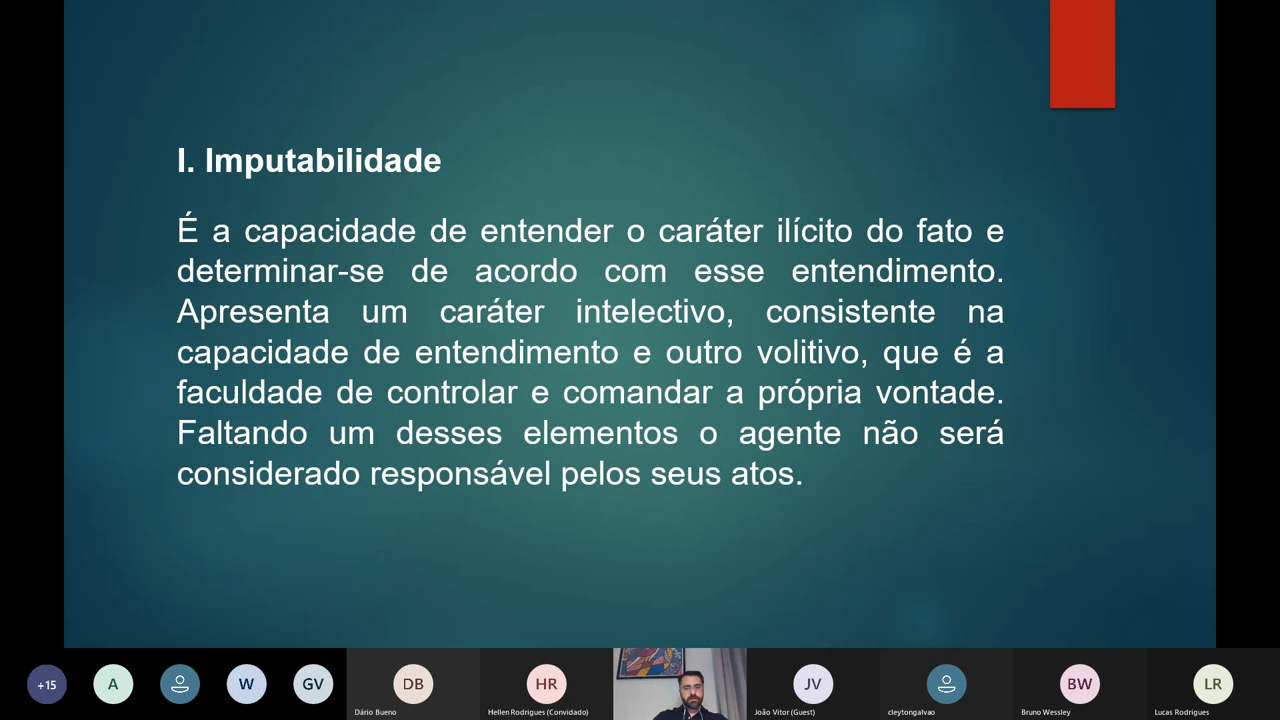 I. Imputabilidade
É a capacidade de entender o caráter ilícito do fato e
determinar-se de acordo com esse entendimento.
Apresenta um caráter intelectivo, consistente na
capacidade de entendimento e outro volitivo, que é a
faculdade de controlar e comandar a própria vontade.
Faltando um desses elementos o agente não será
considerado responsável pelos seus atos.
+15
A
W
GV
DB
HR
JV
BW
LR
Dário Bueno
Hellen Rodrigues (Convidado)
João Vitor (Guest)
cleytongalvao
Bruno Wessley
Lucas Rodrigues